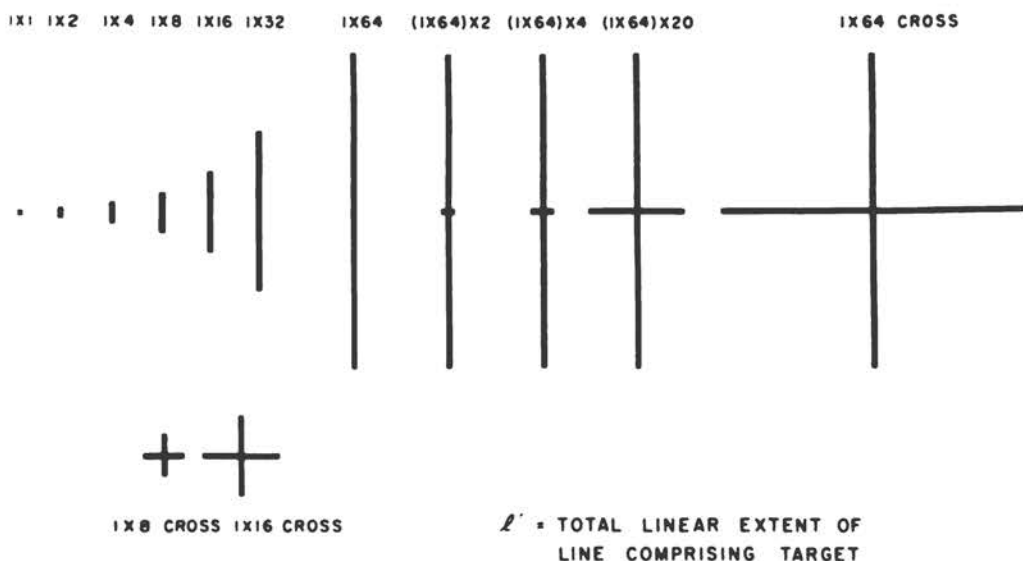 1X1 1X2 1X4 1X8 1X16 1X32 1X64 (1X64)X2 (1X64)X4 (1X64)X20 1X64 CROSS
1X8 CROSS 1X16 CROSS
ℓ' = TOTAL LINEAR EXTENT OF
LINE COMPRISING TARGET